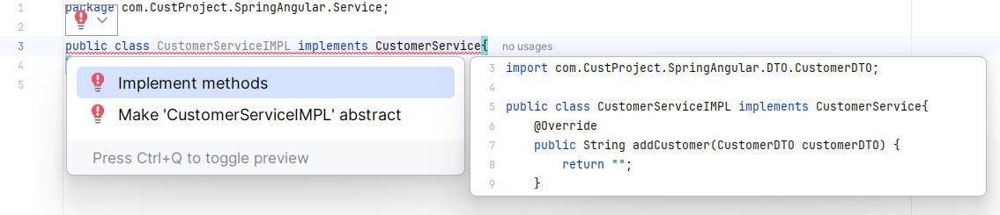 1 package com.CustProject.SpringAngular.Service;
2
3 public class CustomerServiceIMPL implements CustomerService{ no usages
4
5
Implement methods
Make 'CustomerServiceIMPL' abstract
Press Ctrl+Q to toggle preview
3 import com.CustProject.SpringAngular.DTO.CustomerDTO;
4
5 public class CustomerServiceIMPL implements CustomerService{
6 @Override
7 public String addCustomer(CustomerDTO customerDTO) {
8 return "";
9 }